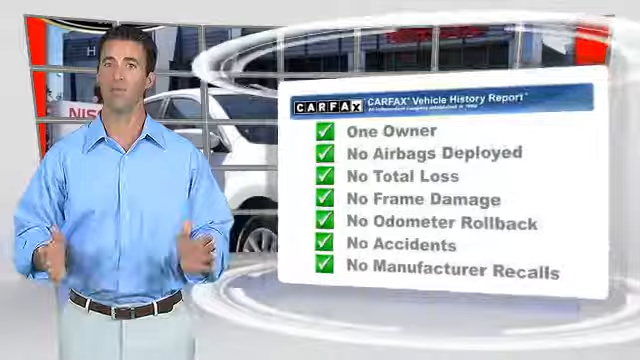 NISS
CARFAX
CARFAX Vehicle History Report
One Owner
No Airbags Deployed
No Total Loss
No Frame Damage
No Odometer Rollback
No Accidents
No Manufacturer Recalls